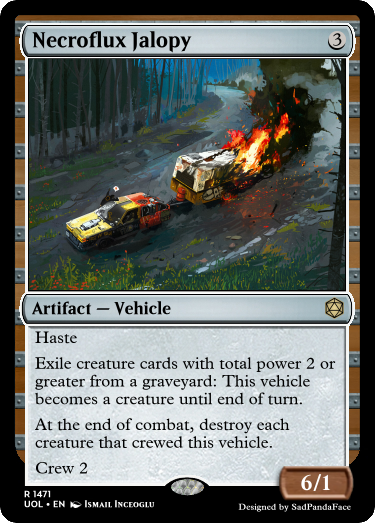 Necroflux Jalopy 3
Artifact — Vehicle
Haste
Exile creature cards with total power 2 or
greater from a graveyard: This vehicle
becomes a creature until end of turn.
At the end of combat, destroy each
creature that crewed this vehicle.
Crew 2
6/1
R 1471
UOL • EN Ismail Inceoglu
Designed by SadPandaFace